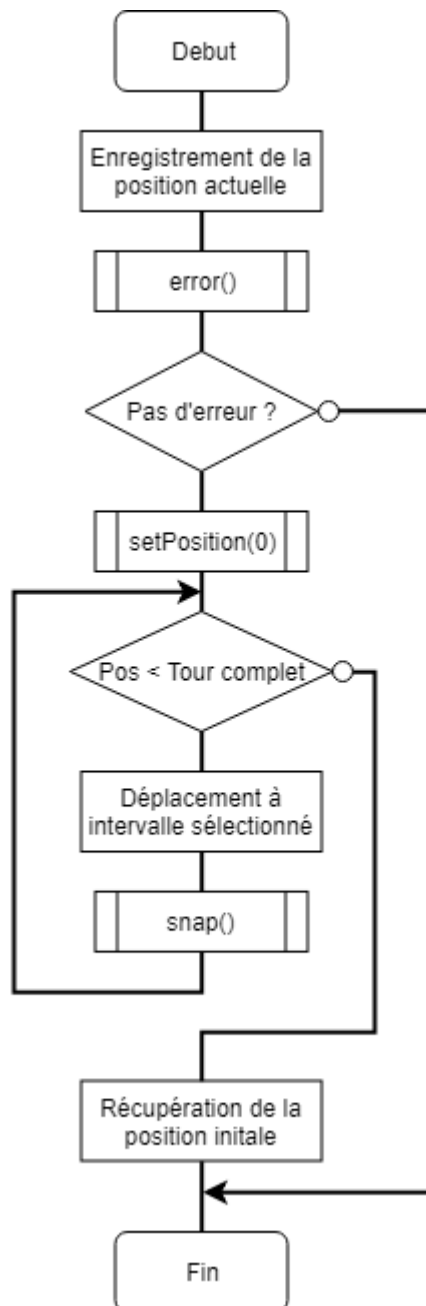 Debut
Enregistrement de la
position actuelle
error()
Pas d'erreur ?
setPosition(0)
Pos < Tour complet
Déplacement à
intervalle sélectionné
snap()
Récupération de la
position initale
Fin